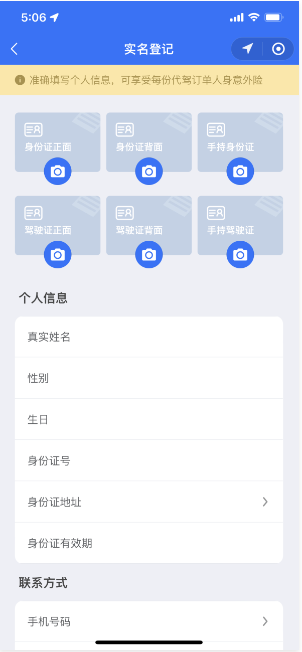 5:06
实名登记
准确填写个人信息，可享受每份代驾订单人身意外险
身份证正面
身份证背面
手持身份证
驾驶证正面
驾驶证背面
手持驾驶证
个人信息
真实姓名
性别
生日
身份证号
身份证地址
身份证有效期
联系方式
手机号码